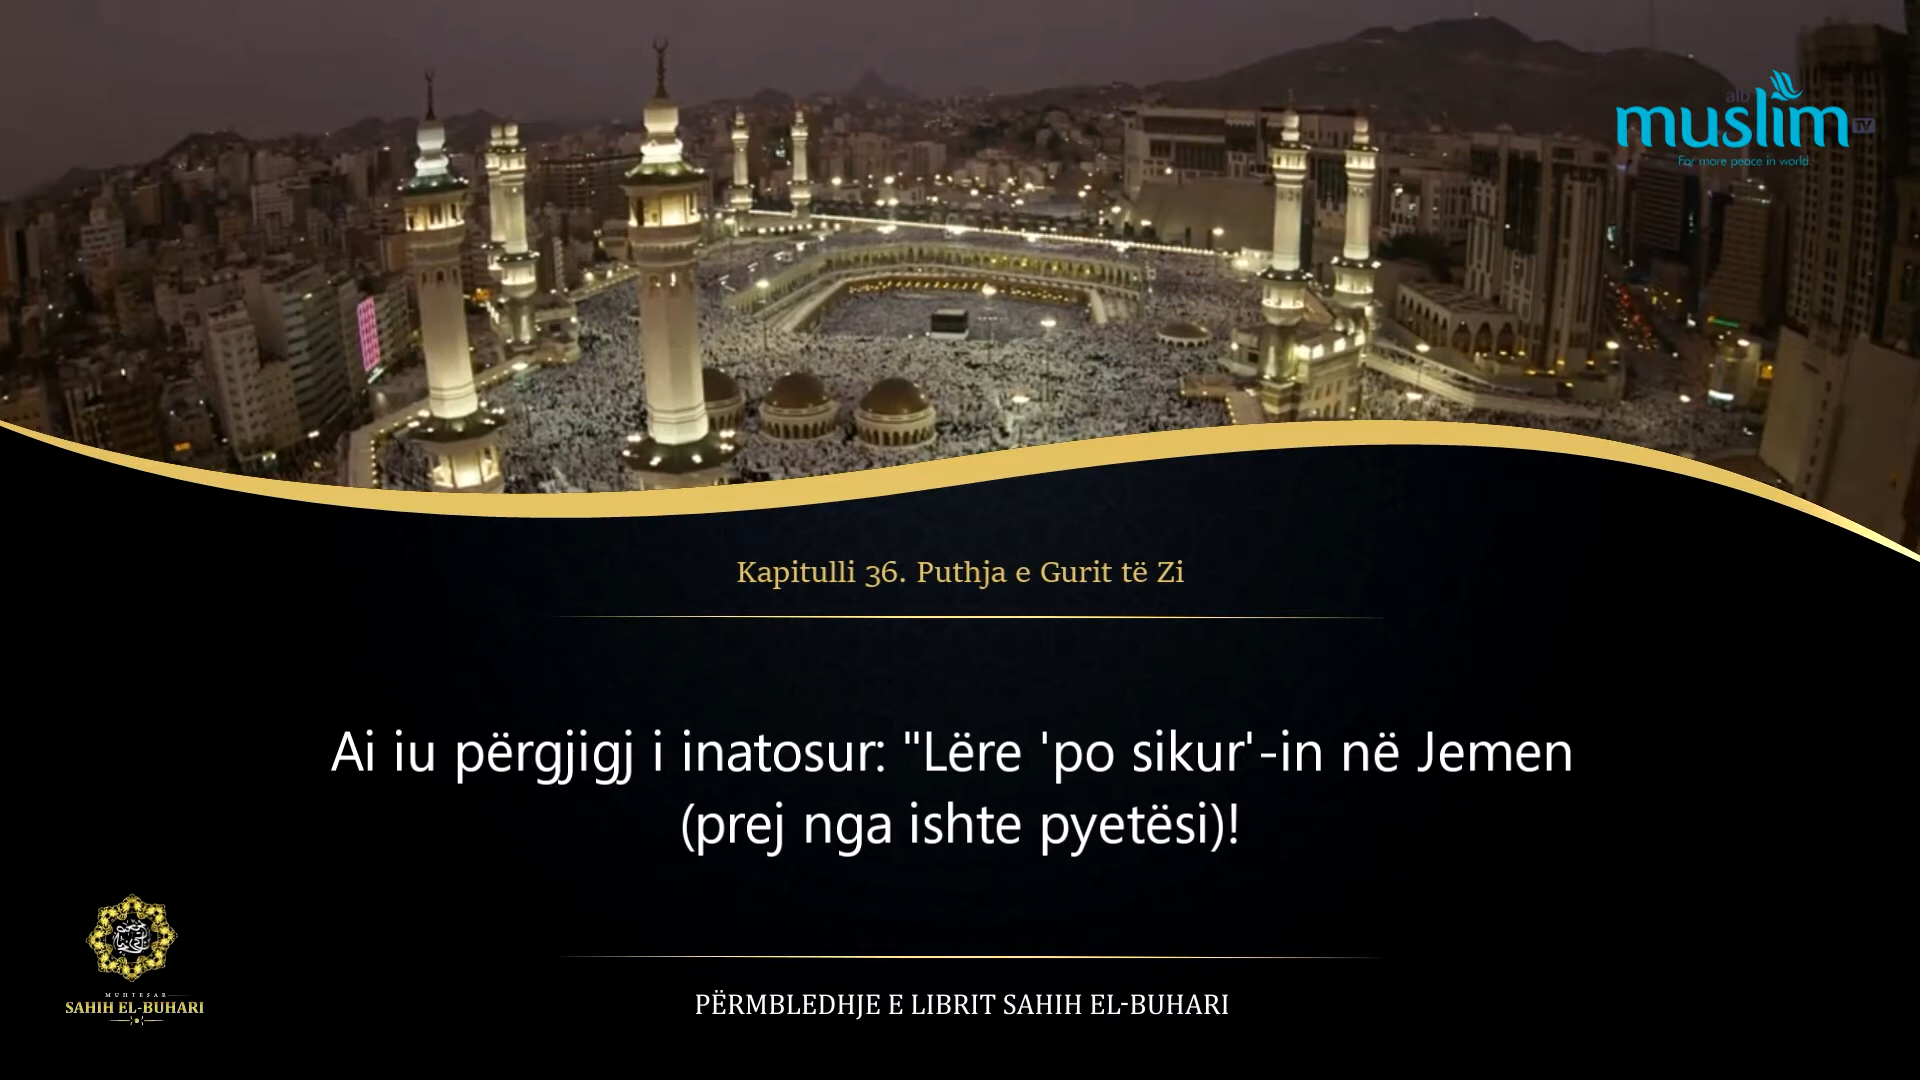 alb
muslim TV
For more peace in world.
Kapitulli 36. Puthja e Gurit të Zi
Ai iu përgjigj i inatosur: "Lëre 'po sikur'-in në Jemen
(prej nga ishte pyetësi)!
MUHTESAR
SAHIH EL-BUHARI
PËRMBLEDHJE E LIBRIT SAHIH EL-BUHARI